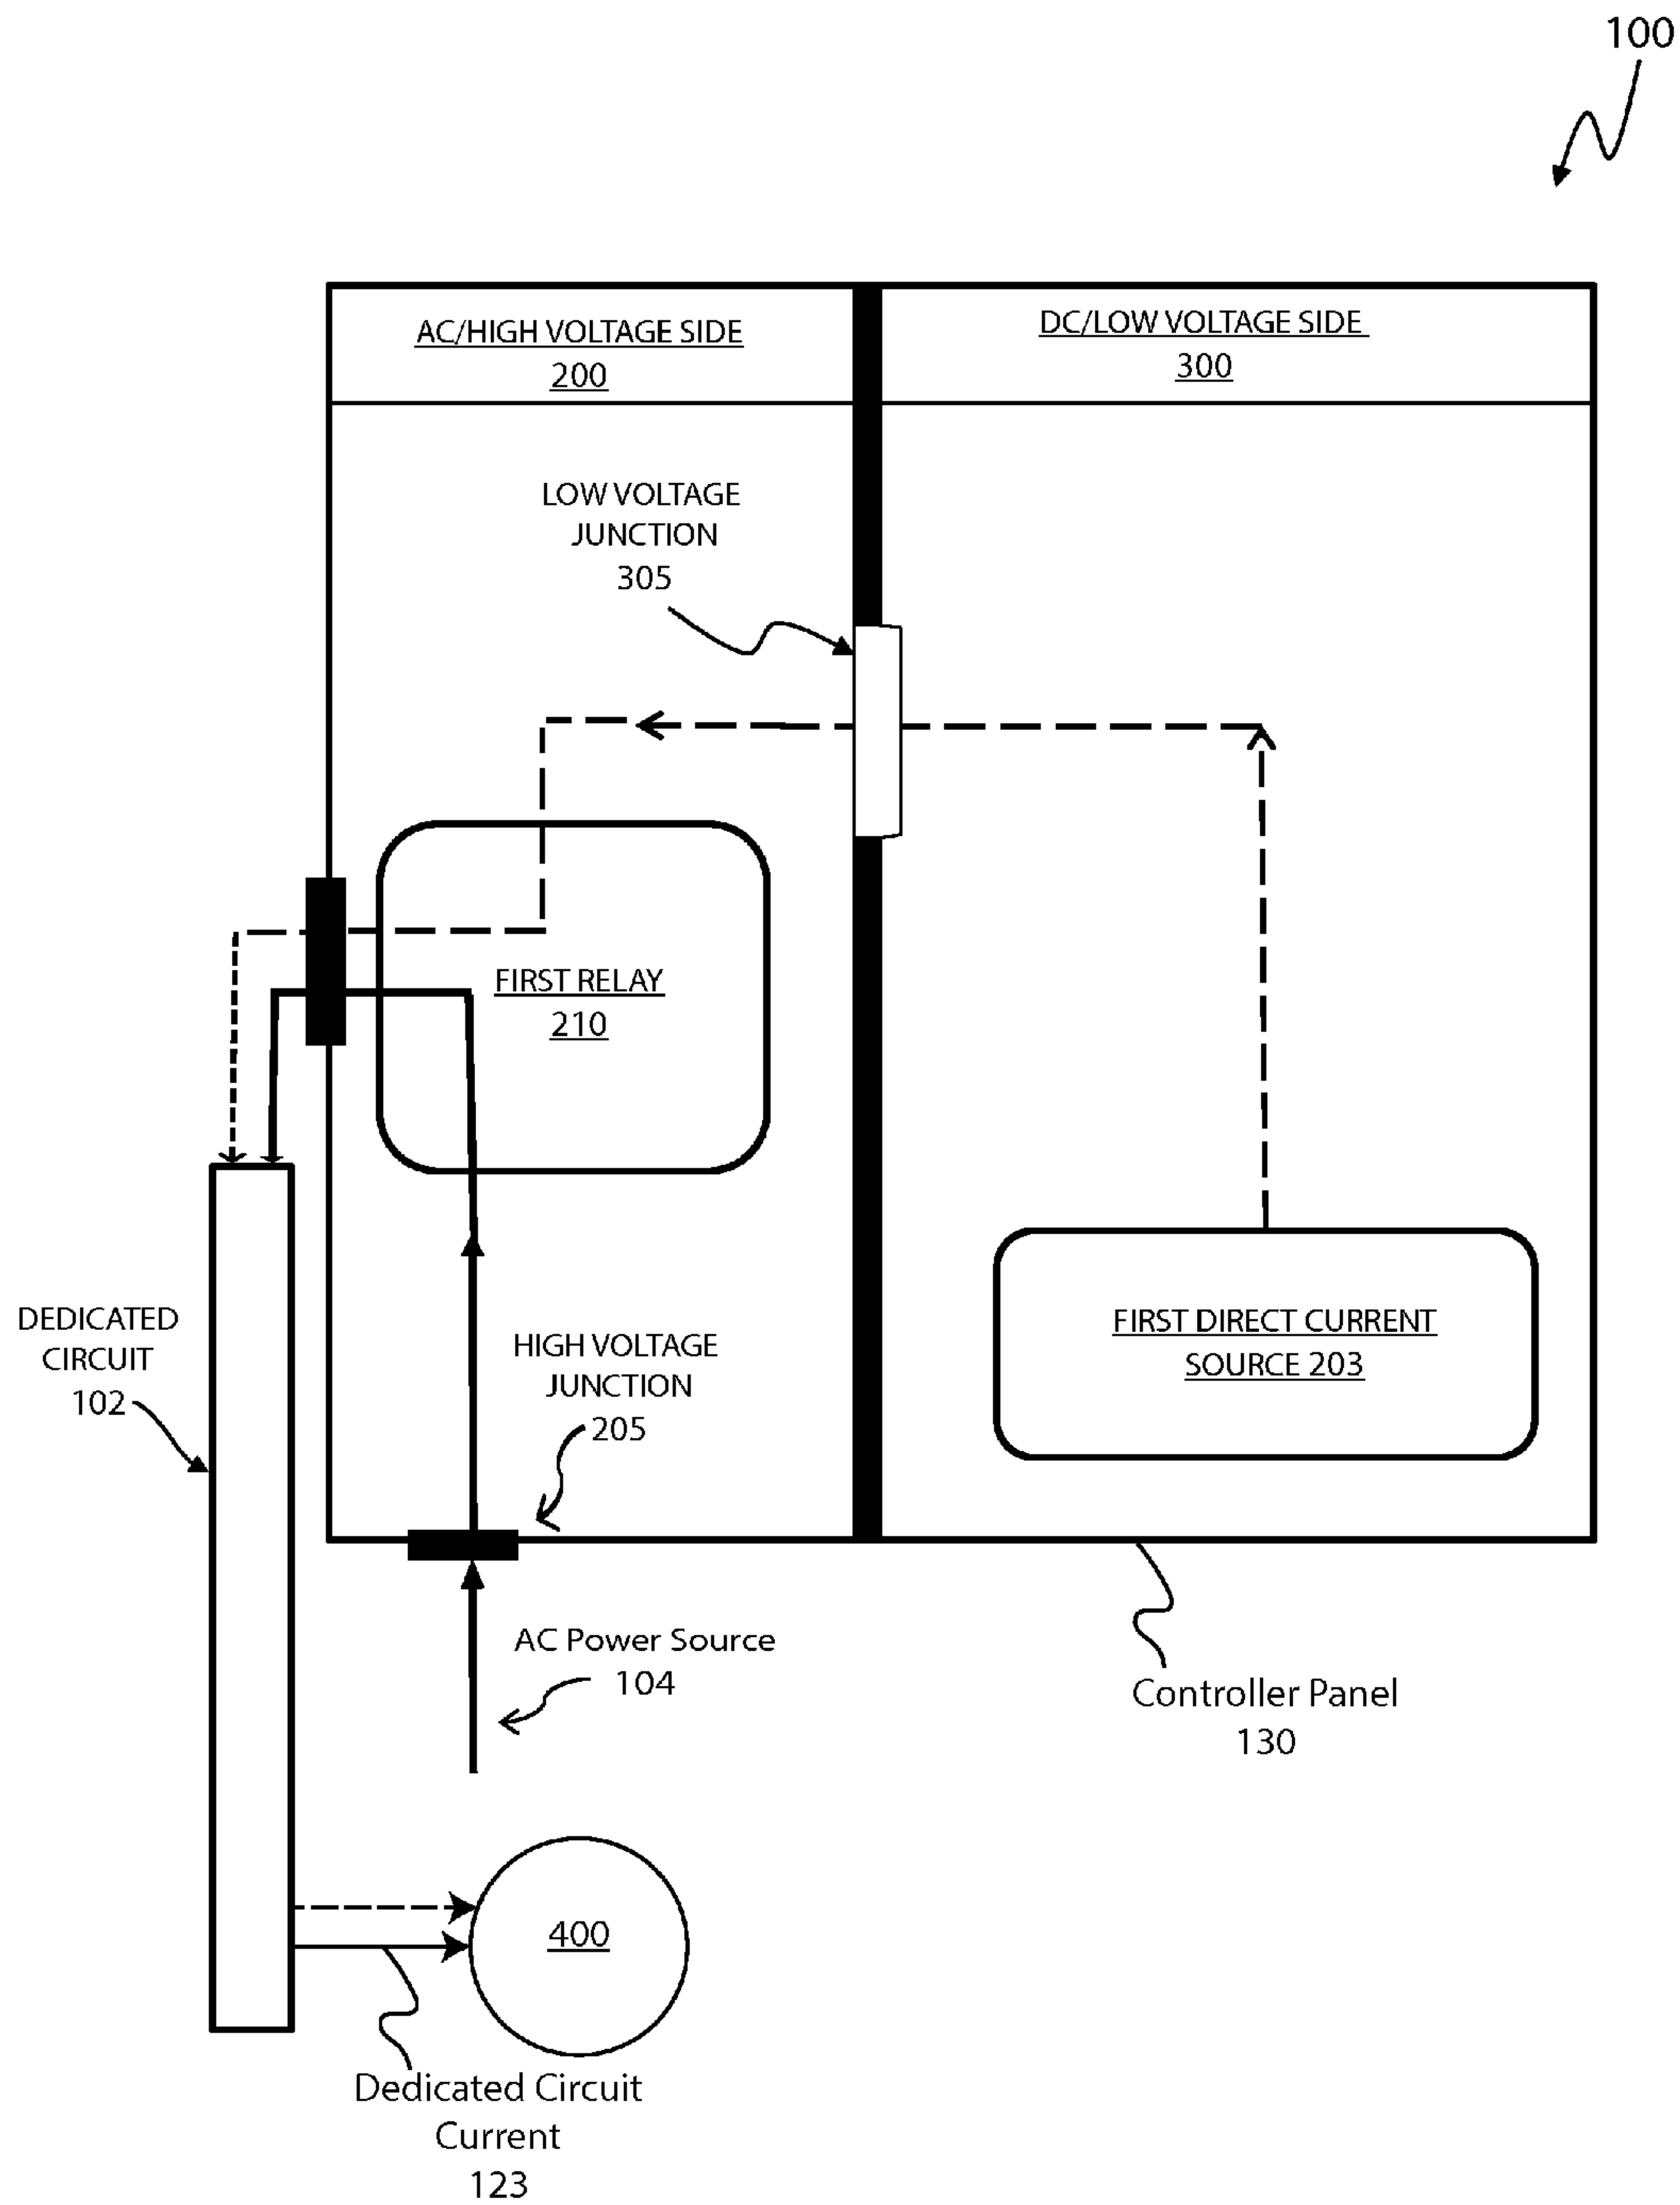 100
AC/HIGH VOLTAGE SIDE
200
DC/LOW VOLTAGE SIDE
300
LOW VOLTAGE
JUNCTION
305
FIRST RELAY
210
DEDICATED
CIRCUIT
102
HIGH VOLTAGE
JUNCTION
205
FIRST DIRECT CURRENT
SOURCE 203
AC Power Source
104
Controller Panel
130
400
Dedicated Circuit
Current
123